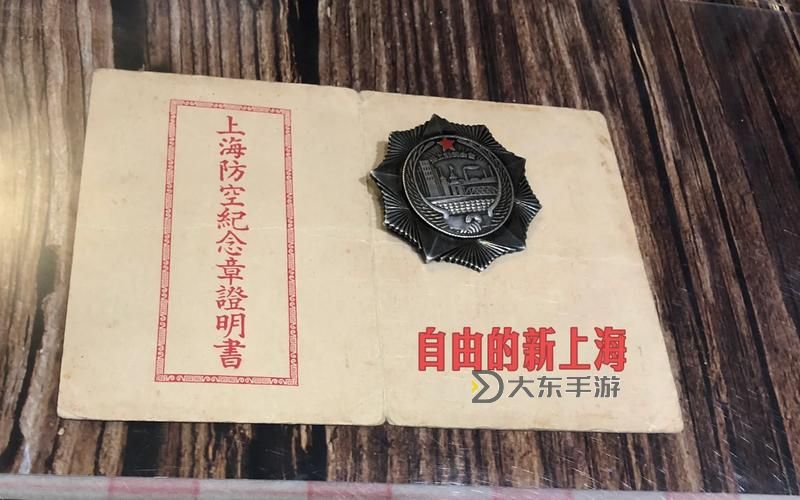 上海防空紀念章證明書
自由的新上海
大东手游